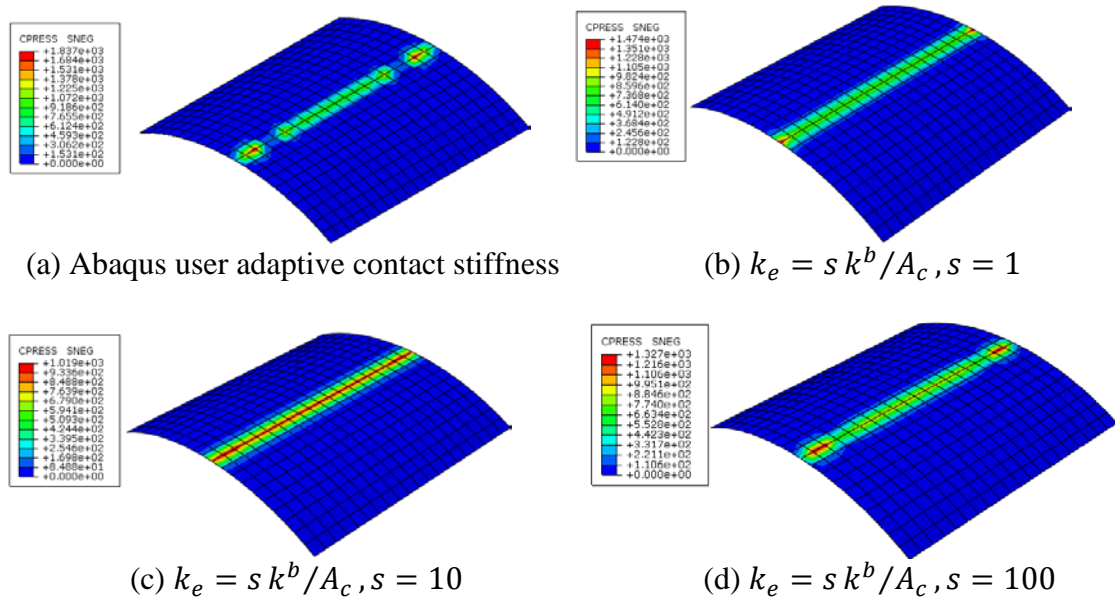 CPRESS SNEG
+1.837e+03
+1.684e+03
+1.531e+03
+1.378e+03
+1.225e+03
+1.072e+03
+9.186e+02
+7.655e+02
+6.124e+02
+4.593e+02
+3.062e+02
+1.531e+02
+0.000e+00
(a) Abaqus user adaptive contact stiffness
CPRESS SNEG
+1.474e+03
+1.351e+03
+1.228e+03
+1.105e+03
+9.824e+02
+8.596e+02
+7.368e+02
+6.140e+02
+4.912e+02
+3.684e+02
+2.456e+02
+1.228e+02
+0.000e+00
(b) k_e = s k^b/A_c , s = 1
CPRESS SNEG
+1.019e+03
+9.336e+02
+8.488e+02
+7.639e+02
+6.790e+02
+5.941e+02
+5.093e+02
+4.244e+02
+3.395e+02
+2.546e+02
+1.698e+02
+8.488e+01
+0.000e+00
(c) k_e = s k^b/A_c, s = 10
CPRESS SNEG
+1.327e+03
+1.216e+03
+1.106e+03
+9.951e+02
+8.846e+02
+7.740e+02
+6.634e+02
+5.528e+02
+4.423e+02
+3.317e+02
+2.211e+02
+1.106e+02
+0.000e+00
(d) k_e = s k^b/A_c, s = 100